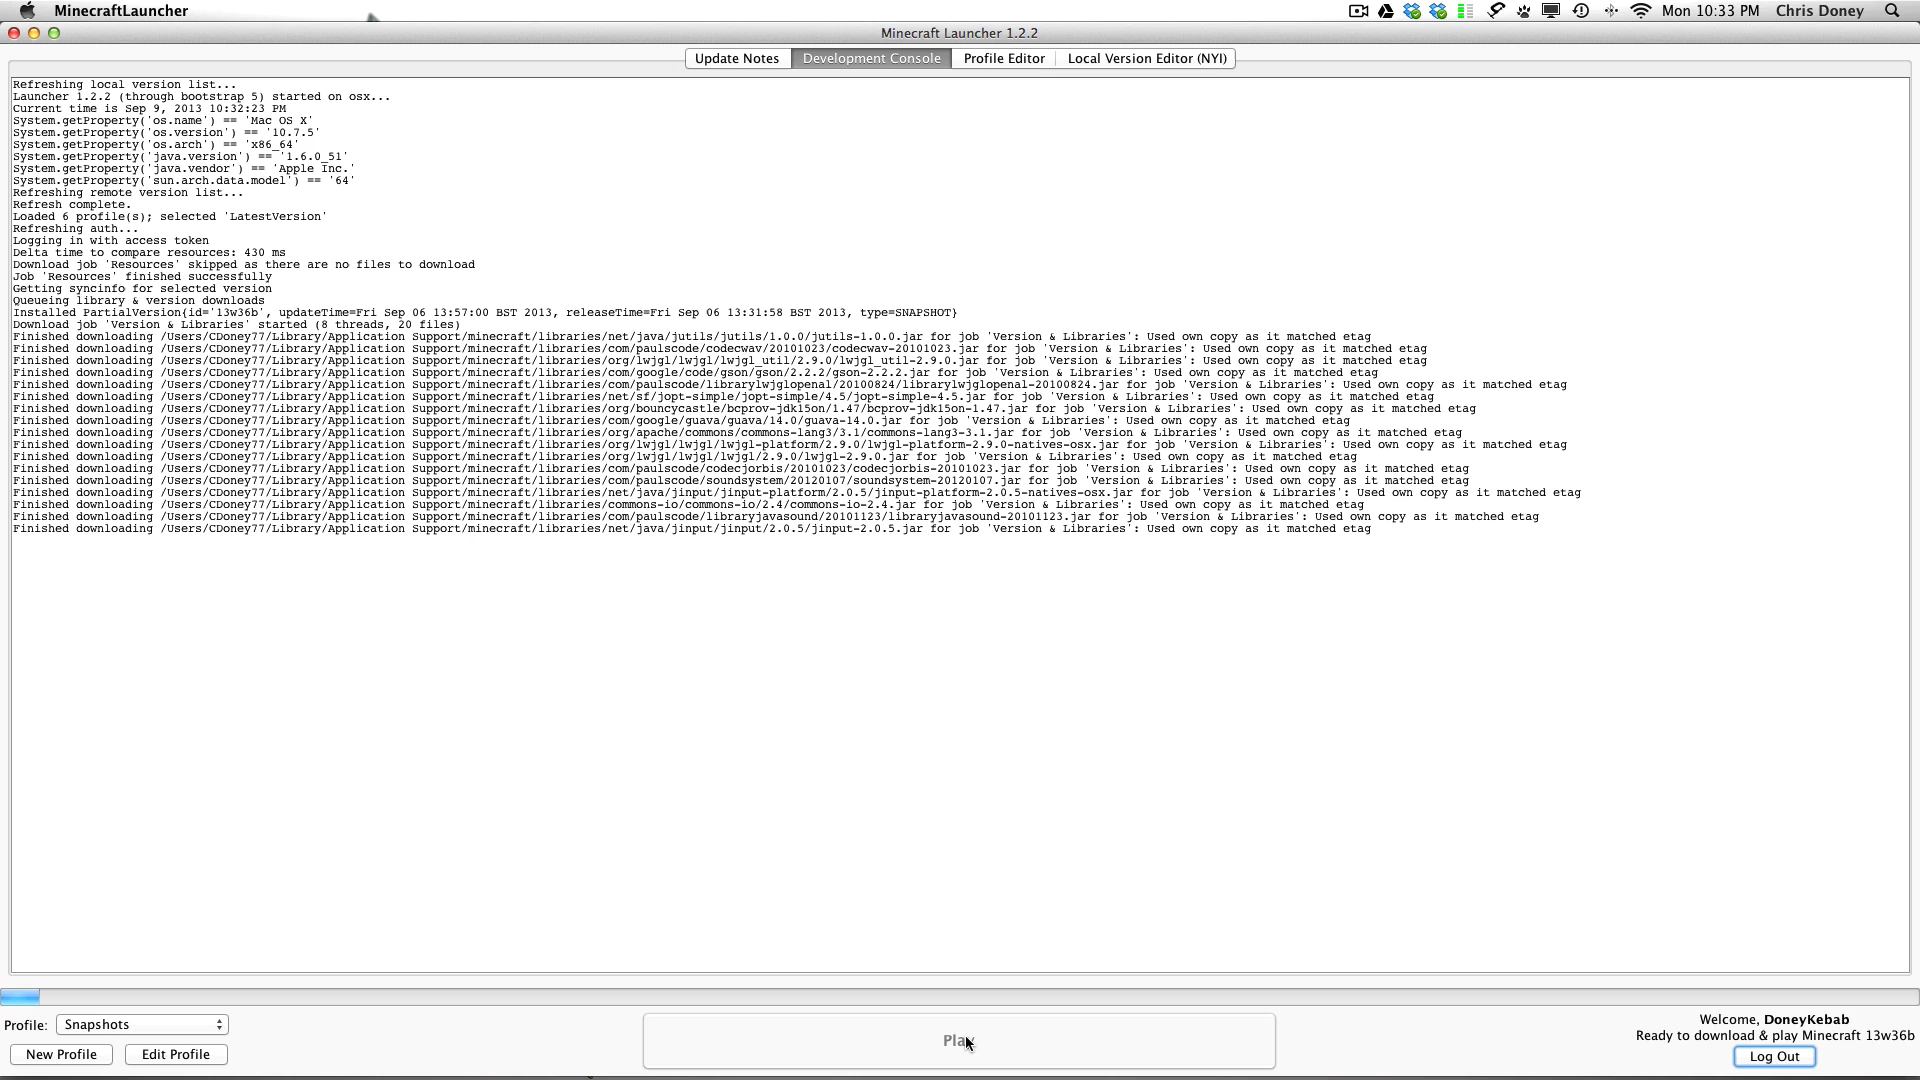 MinecraftLauncher
Mon 10:33 PM
Chris Doney
Minecraft Launcher 1.2.2
Update Notes
Development Console
Profile Editor
Local Version Editor (NYI)
Refreshing local version list...
Launcher 1.2.2 (through bootstrap 5) started on osx...
Current time is Sep 9, 2013 10:32:23 PM
System.getProperty('os.name') == 'Mac OS X'
System.getProperty('os.version') == '10.7.5'
System.getProperty('os.arch') == 'x86_64'
System.getProperty('java.version') == '1.6.0_51'
System.getProperty('java.vendor') == 'Apple Inc.'
System.getProperty('sun.arch.data.model') == '64'
Refreshing remote version list...
Refresh complete.
Loaded 6 profile(s); selected 'LatestVersion'
Refreshing auth...
Logging in with access token
Delta time to compare resources: 430 ms
Download job 'Resources' skipped as there are no files to download
Job 'Resources' finished successfully
Getting syncinfo for selected version
Queueing library & version downloads
Installed PartialVersion{id='13w36b', updateTime=Fri Sep 06 13:57:00 BST 2013, releaseTime=Fri Sep 06 13:31:58 BST 2013, type=SNAPSHOT}
Download job 'Version & Libraries' started (8 threads, 20 files)
Finished downloading /Users/CDoney77/Library/Application Support/minecraft/libraries/net/java/jutils/jutils/1.0.0/jutils-1.0.0.jar for job 'Version & Libraries': Used own copy as it matched etag
Finished downloading /Users/CDoney77/Library/Application Support/minecraft/libraries/com/paulscode/codecwav/20101023/codecwav-20101023.jar for job 'Version & Libraries': Used own copy as it matched etag
Finished downloading /Users/CDoney77/Library/Application Support/minecraft/libraries/org/lwjgl/lwjgl/lwjgl_util/2.9.0/lwjgl_util-2.9.0.jar for job 'Version & Libraries': Used own copy as it matched etag
Finished downloading /Users/CDoney77/Library/Application Support/minecraft/libraries/com/google/code/gson/gson/2.2.2/gson-2.2.2.jar for job 'Version & Libraries': Used own copy as it matched etag
Finished downloading /Users/CDoney77/Library/Application Support/minecraft/libraries/com/paulscode/librarylwjglopenal/20100824/librarylwjglopenal-20100824.jar for job 'Version & Libraries': Used own copy as it matched etag
Finished downloading /Users/CDoney77/Library/Application Support/minecraft/libraries/net/sf/jopt-simple/jopt-simple/4.5/jopt-simple-4.5.jar for job 'Version & Libraries': Used own copy as it matched etag
Finished downloading /Users/CDoney77/Library/Application Support/minecraft/libraries/org/bouncycastle/bcprov-jdk15on/1.47/bcprov-jdk15on-1.47.jar for job 'Version & Libraries': Used own copy as it matched etag
Finished downloading /Users/CDoney77/Library/Application Support/minecraft/libraries/com/google/guava/guava/14.0/guava-14.0.jar for job 'Version & Libraries': Used own copy as it matched etag
Finished downloading /Users/CDoney77/Library/Application Support/minecraft/libraries/org/apache/commons/commons-lang3/3.1/commons-lang3-3.1.jar for job 'Version & Libraries': Used own copy as it matched etag
Finished downloading /Users/CDoney77/Library/Application Support/minecraft/libraries/org/lwjgl/lwjgl/lwjgl-platform/2.9.0/lwjgl-platform-2.9.0-natives-osx.jar for job 'Version & Libraries': Used own copy as it matched etag
Finished downloading /Users/CDoney77/Library/Application Support/minecraft/libraries/org/lwjgl/lwjgl/lwjgl/2.9.0/lwjgl-2.9.0.jar for job 'Version & Libraries': Used own copy as it matched etag
Finished downloading /Users/CDoney77/Library/Application Support/minecraft/libraries/com/paulscode/codecjorbis/20101023/codecjorbis-20101023.jar for job 'Version & Libraries': Used own copy as it matched etag
Finished downloading /Users/CDoney77/Library/Application Support/minecraft/libraries/com/paulscode/soundsystem/20120107/soundsystem-20120107.jar for job 'Version & Libraries': Used own copy as it matched etag
Finished downloading /Users/CDoney77/Library/Application Support/minecraft/libraries/net/java/jinput/jinput-platform/2.0.5/jinput-platform-2.0.5-natives-osx.jar for job 'Version & Libraries': Used own copy as it matched etag
Finished downloading /Users/CDoney77/Library/Application Support/minecraft/libraries/commons-io/commons-io/2.4/commons-io-2.4.jar for job 'Version & Libraries': Used own copy as it matched etag
Finished downloading /Users/CDoney77/Library/Application Support/minecraft/libraries/com/paulscode/libraryjavasound/20101123/libraryjavasound-20101123.jar for job 'Version & Libraries': Used own copy as it matched etag
Finished downloading /Users/CDoney77/Library/Application Support/minecraft/libraries/net/java/jinput/jinput/2.0.5/jinput-2.0.5.jar for job 'Version & Libraries': Used own copy as it matched etag
Profile:
Snapshots
New Profile
Edit Profile
Play
Welcome, DoneyKebab
Ready to download & play Minecraft 13w36b
Log Out